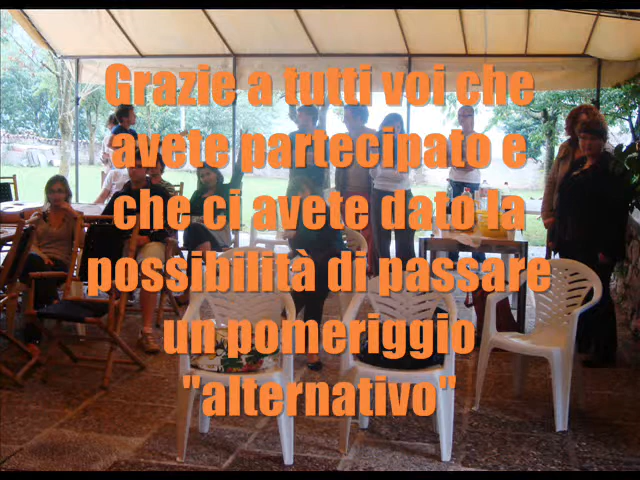 Grazie a tutti voi che
avete partecipato e
che ci avete dato la
possibilità di passare
un pomeriggio
"alternativo"